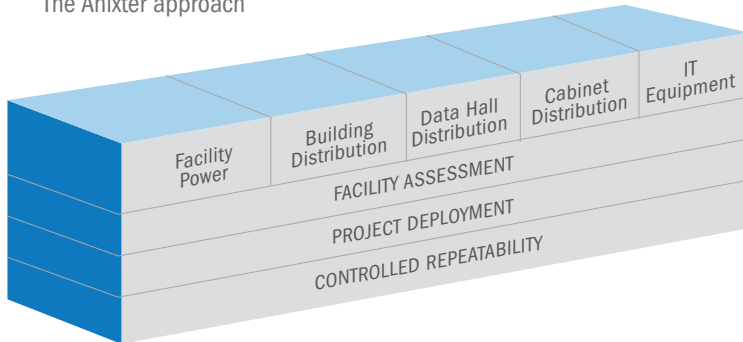 The Anixter approach
Facility
Power
Building
Distribution
Data Hall
Distribution
Cabinet
Distribution
IT
Equipment
FACILITY ASSESSMENT
PROJECT DEPLOYMENT
CONTROLLED REPEATABILITY